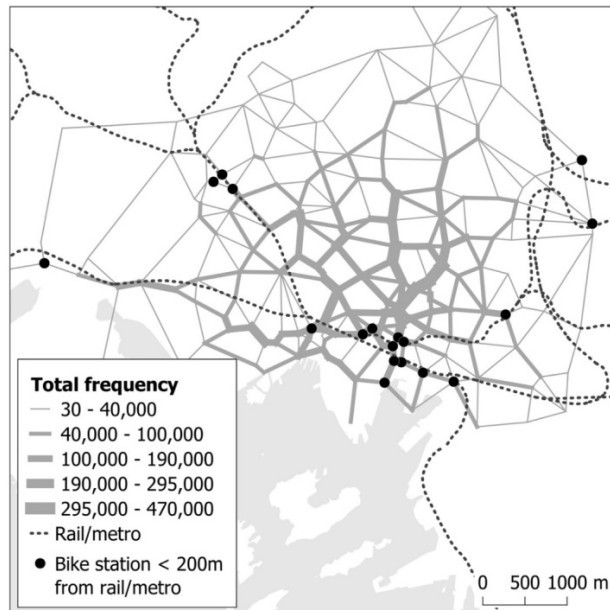 Total frequency
30 - 40,000
40,000 - 100,000
100,000 - 190,000
190,000 - 295,000
295,000 - 470,000
Rail/metro
Bike station < 200m
from rail/metro
0 500 1000 m